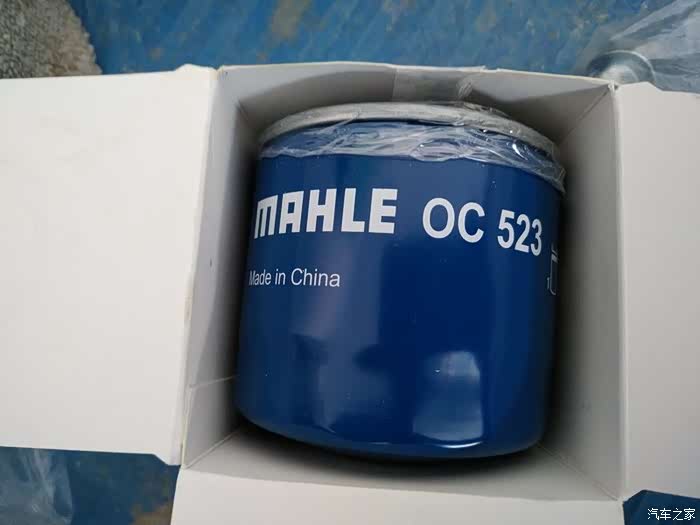 MAHLE OC 523
Made in China
汽车之家